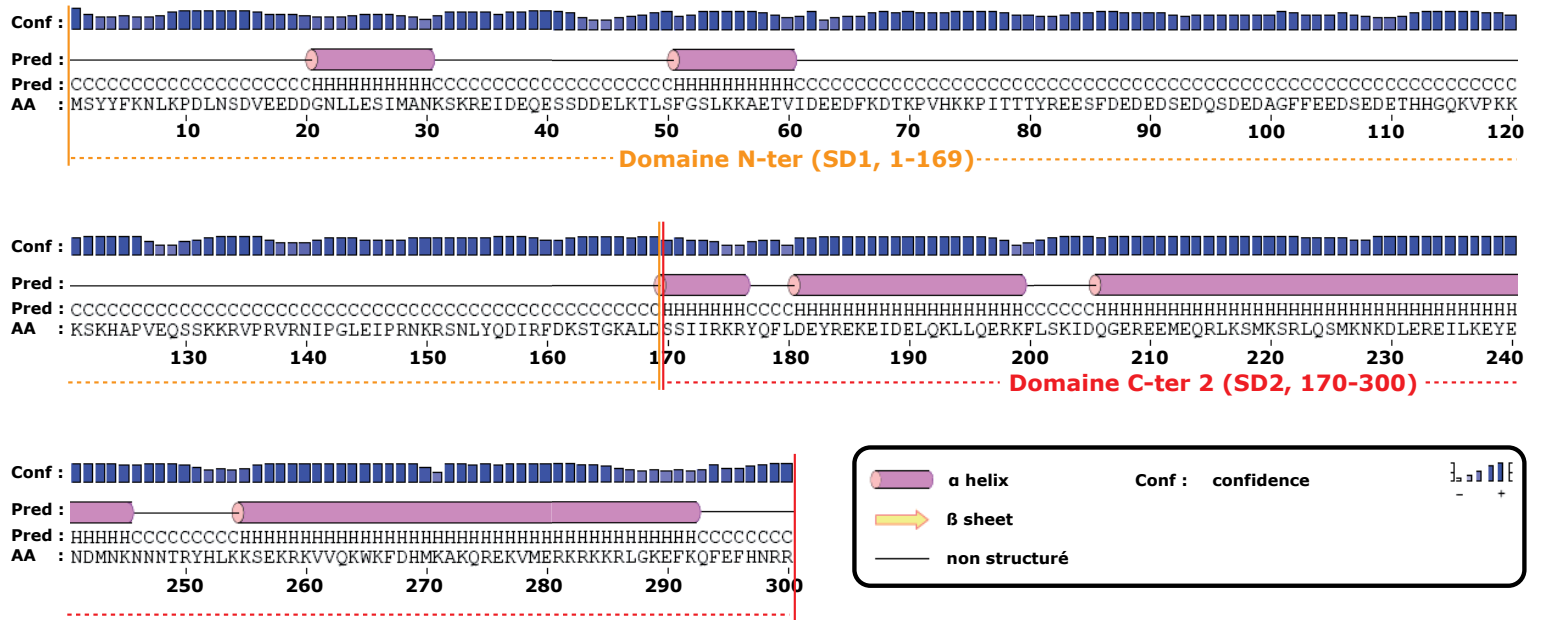 Conf :
Pred :
Pred : CCCCCCCCCCCCCCCCCCCCHHHHHHHHHHCCCCCCCCCCCCCCCCCCCCHHHHHHHHHHCCCCCCCCCCCCCCCCCCCCCCCCCCCCCCCCCCCCCCCCCCCCCCCCCCCCCCCCCCCC
AA : MSYYFKNLKPDLNSDVEEDDGNLLESIMANKSKREIDEQESSDDELKTLSFGSLKKAETVIDEEDFKDTKPVHKKPITTTYREESFDEDEDSEDQSDEDAGFFEEDSEDETHHGQKVPKK
10 20 30 40 50 60 70 80 90 100 110 120
Domaine N-ter (SD1, 1-169)
Conf :
Pred :
Pred : CCCCCCCCCCCCCCCCCCCCCCCCCCCCCCCCCCCCCCCCCCCCCCCCCHHHHHHHCCCCHHHHHHHHHHHHHHHHHHHCCCCCCHHHHHHHHHHHHHHHHHHHHHHHHHHHHHHHHHHH
AA : KSKHAPVEQSSKKRVPRVRNIPGLEIPRNKRSNLYQDIRFDKSTGKALDSSIIRKRYQFLDEYREKEIDELQKLLQERKFLSKIDQGEREEMEQRLKSMKSRLQSMKNKDLEREILKEYE
130 140 150 160 170 180 190 200 210 220 230 240
Domaine C-ter 2 (SD2, 170-300)
Conf :
Pred :
Pred : HHHHHCCCCCCCCCHHHHHHHHHHHHHHHHHHHHHHHHHHHHHHHHHHHHHHCCCCCCCC
AA : NDMNKNNNTRYHLKKSEKRKVVQKWKFDHMKAKQREKVMERKRKKRLGKEFKQFEFHNRR
250 260 270 280 290 300
α helix
Conf : confidence
- +
ß sheet
non structuré